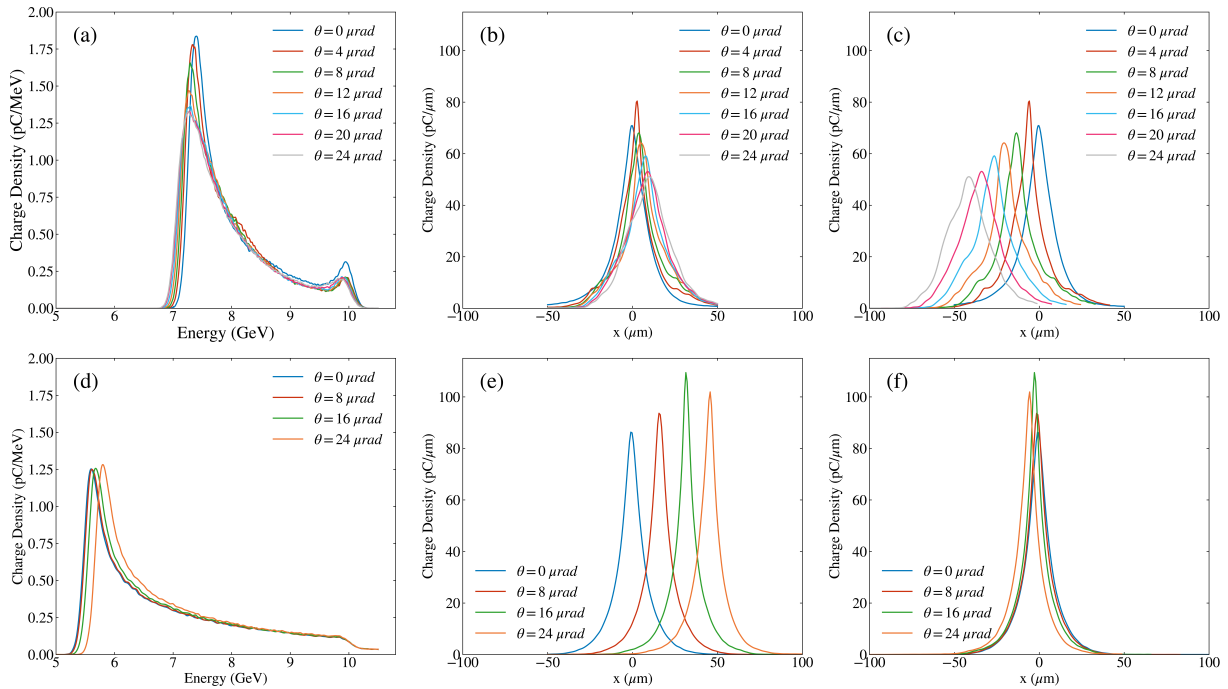 (a)
θ = 0 μrad
θ = 4 μrad
θ = 8 μrad
θ = 12 μrad
θ = 16 μrad
θ = 20 μrad
θ = 24 μrad
2.00
1.75
1.50
1.25
1.00
0.75
0.50
0.25
0.00
Charge Density (pC/MeV)
5 6 7 8 9 10
Energy (GeV)
(b)
θ = 0 μrad
θ = 4 μrad
θ = 8 μrad
θ = 12 μrad
θ = 16 μrad
θ = 20 μrad
θ = 24 μrad
100
80
60
40
20
0
Charge Density (pC/μm)
−100 −50 0 50 100
x (μm)
(c)
θ = 0 μrad
θ = 4 μrad
θ = 8 μrad
θ = 12 μrad
θ = 16 μrad
θ = 20 μrad
θ = 24 μrad
100
80
60
40
20
0
Charge Density (pC/μm)
−100 −50 0 50 100
x (μm)
(d)
θ = 0 μrad
θ = 8 μrad
θ = 16 μrad
θ = 24 μrad
2.00
1.75
1.50
1.25
1.00
0.75
0.50
0.25
0.00
Charge Density (pC/MeV)
5 6 7 8 9 10
Energy (GeV)
(e)
θ = 0 μrad
θ = 8 μrad
θ = 16 μrad
θ = 24 μrad
100
80
60
40
20
0
Charge Density (pC/μm)
−100 −50 0 50 100
x (μm)
(f)
θ = 0 μrad
θ = 8 μrad
θ = 16 μrad
θ = 24 μrad
100
80
60
40
20
0
Charge Density (pC/μm)
−100 −50 0 50 100
x (μm)